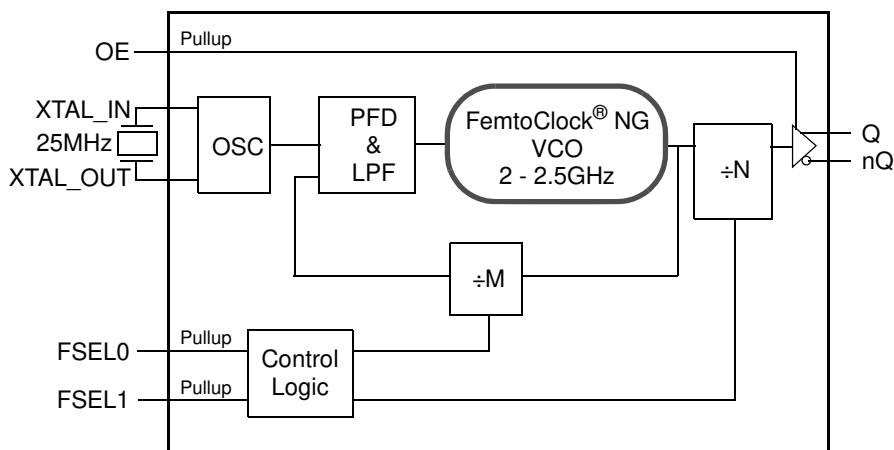 OE
Pullup
XTAL_IN
25MHz
XTAL_OUT
OSC
PFD
&
LPF
FemtoClock® NG
VCO
2 - 2.5GHz
÷N
Q
nQ
÷M
FSEL0
Pullup
FSEL1
Pullup
Control
Logic